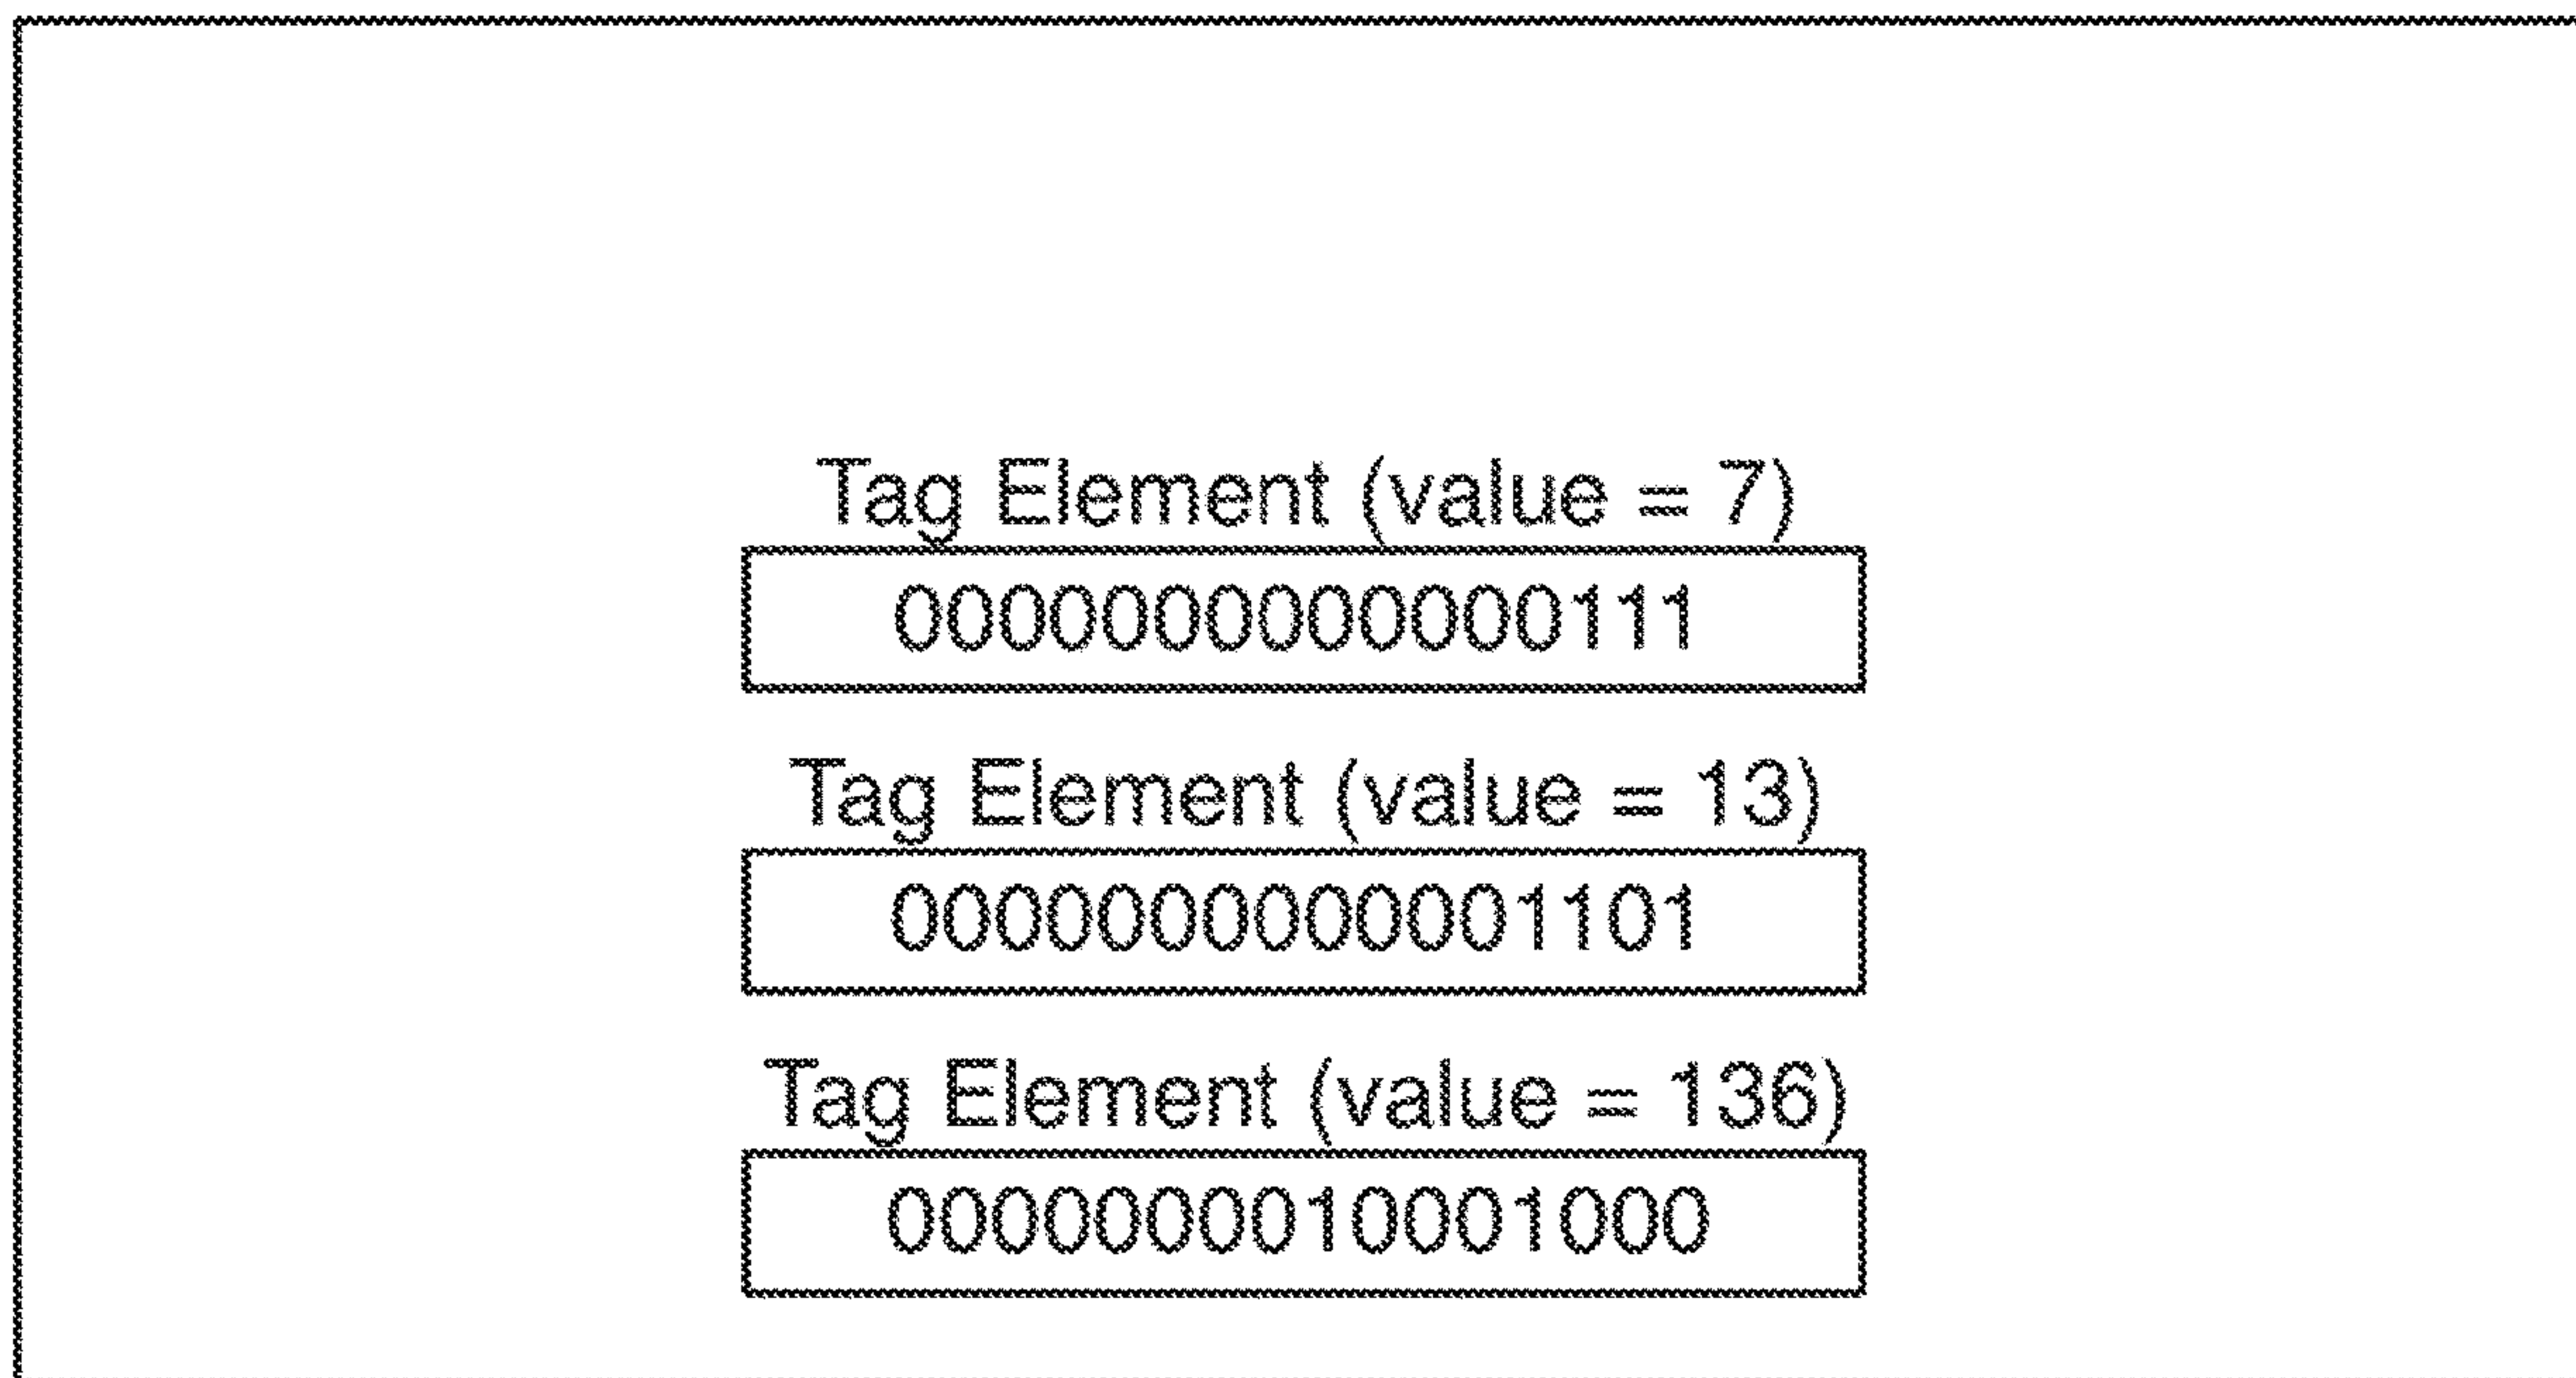 Tag Element (value = 7)
0000000000000111
Tag Element (value = 13)
0000000000001101
Tag Element (value = 136)
0000000010001000